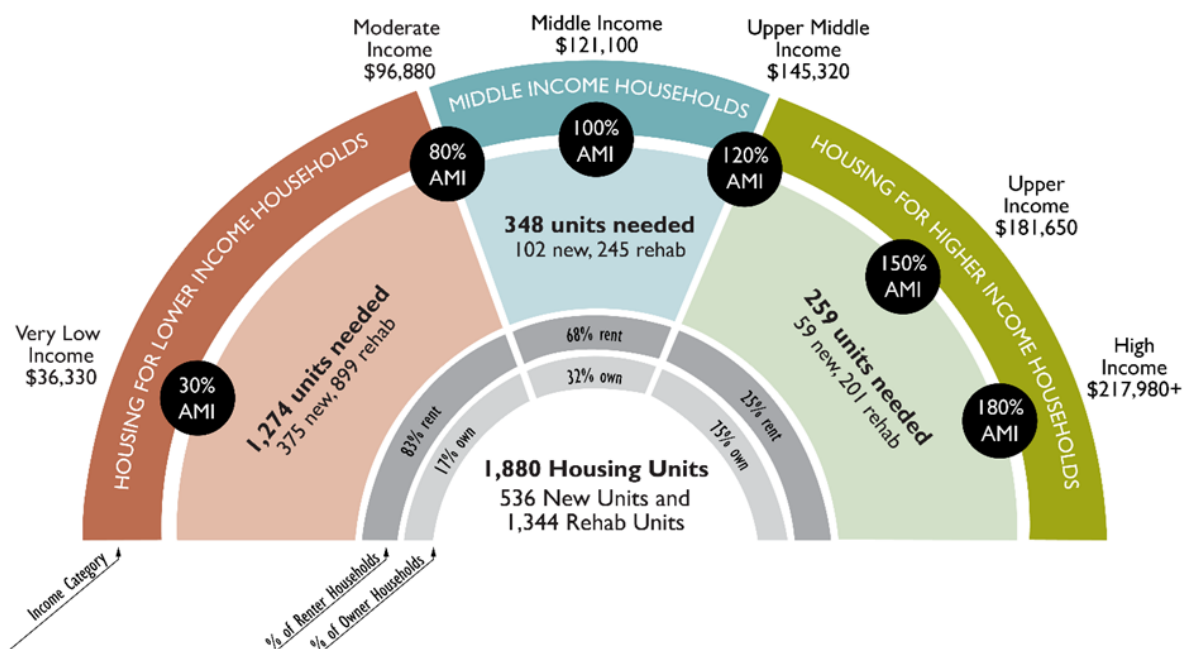 Moderate
Income
$96,880
Middle Income
$121,100
Upper Middle
Income
$145,320
MIDDLE INCOME HOUSEHOLDS
80%
AMI
100%
AMI
120%
AMI
HOUSING FOR LOWER INCOME HOUSEHOLDS
HOUSING FOR HIGHER INCOME HOUSEHOLDS
Upper
Income
$181,650
348 units needed
102 new, 245 rehab
150%
AMI
Very Low
Income
$36,330
30%
AMI
1,274 units needed
375 new, 899 rehab
259 units needed
59 new, 201 rehab
High
Income
$217,980+
180%
AMI
68% rent
32% own
83% rent
17% own
25% rent
75% own
1,880 Housing Units
536 New Units and
1,344 Rehab Units
Income Category
% of Renter Households
% of Owner Households